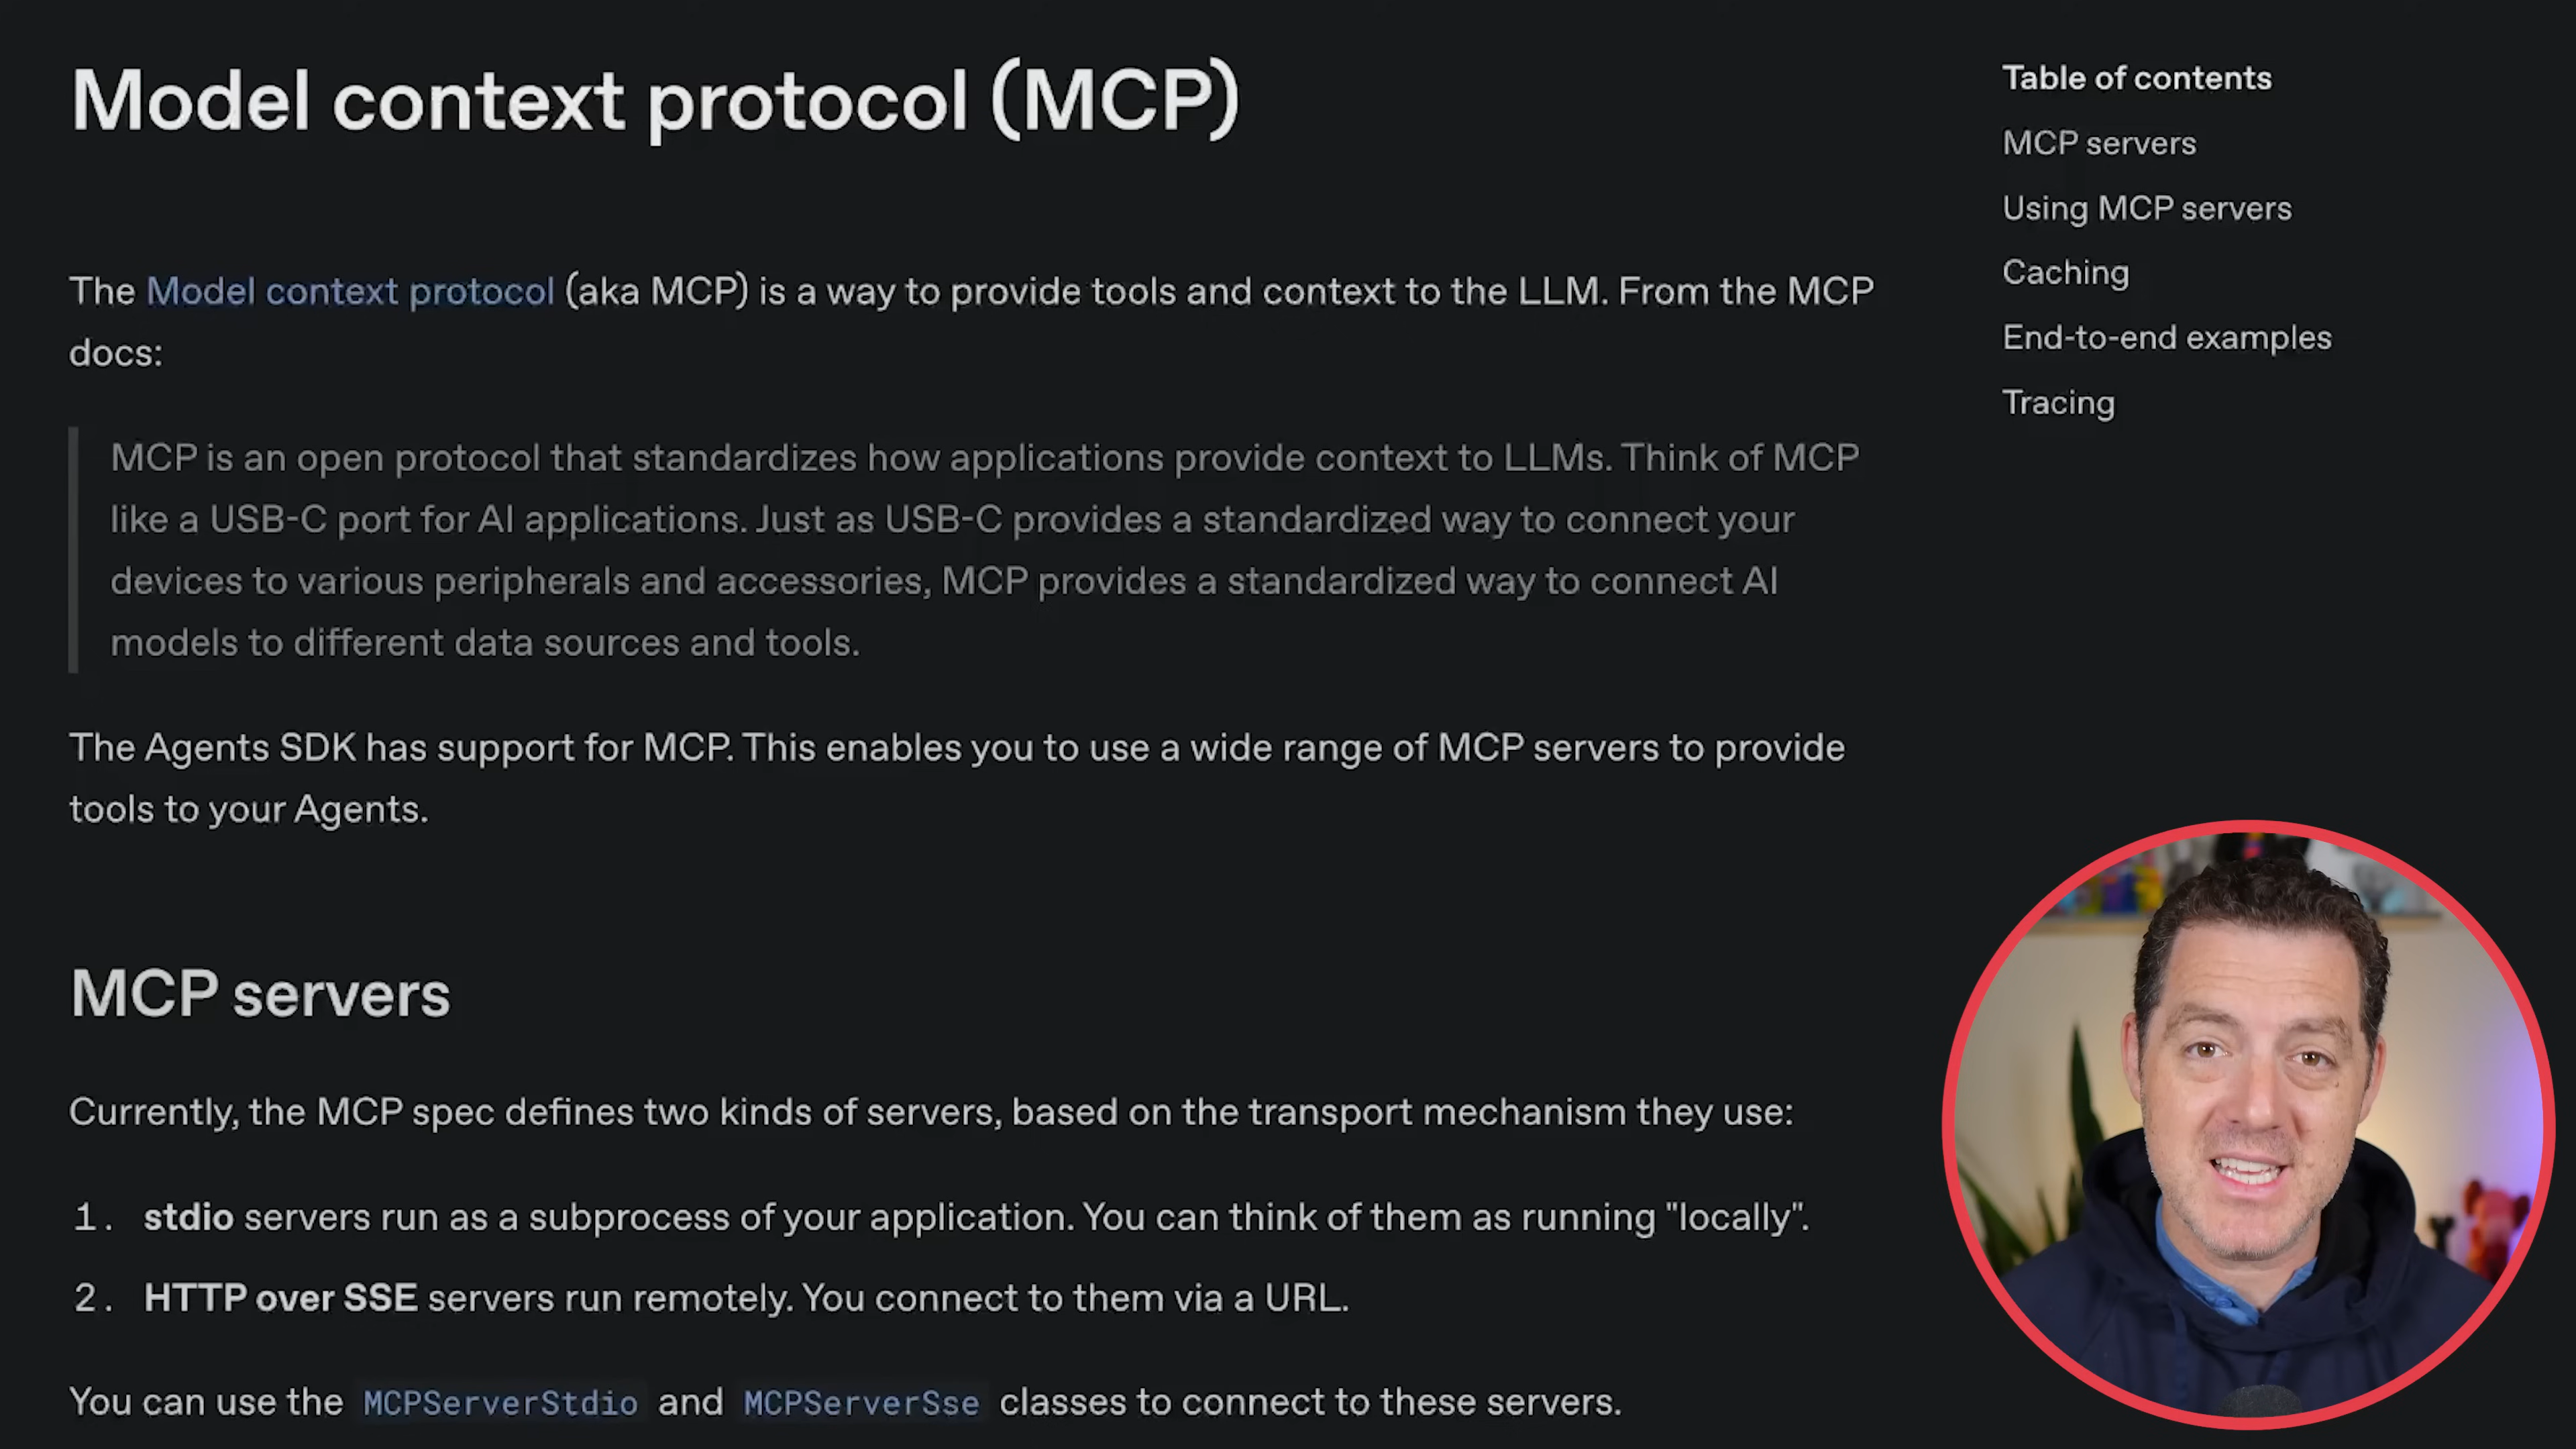 Model context protocol (MCP)
The Model context protocol (aka MCP) is a way to provide tools and context to the LLM. From the MCP
docs:
MCP is an open protocol that standardizes how applications provide context to LLMs. Think of MCP
like a USB-C port for AI applications. Just as USB-C provides a standardized way to connect your
devices to various peripherals and accessories, MCP provides a standardized way to connect AI
models to different data sources and tools.
The Agents SDK has support for MCP. This enables you to use a wide range of MCP servers to provide
tools to your Agents.
MCP servers
Currently, the MCP spec defines two kinds of servers, based on the transport mechanism they use:
1. stdio servers run as a subprocess of your application. You can think of them as running "locally".
2. HTTP over SSE servers run remotely. You connect to them via a URL.
You can use the MCPServerStdio and MCPServerSse classes to connect to these servers.
Table of contents
MCP servers
Using MCP servers
Caching
End-to-end examples
Tracing